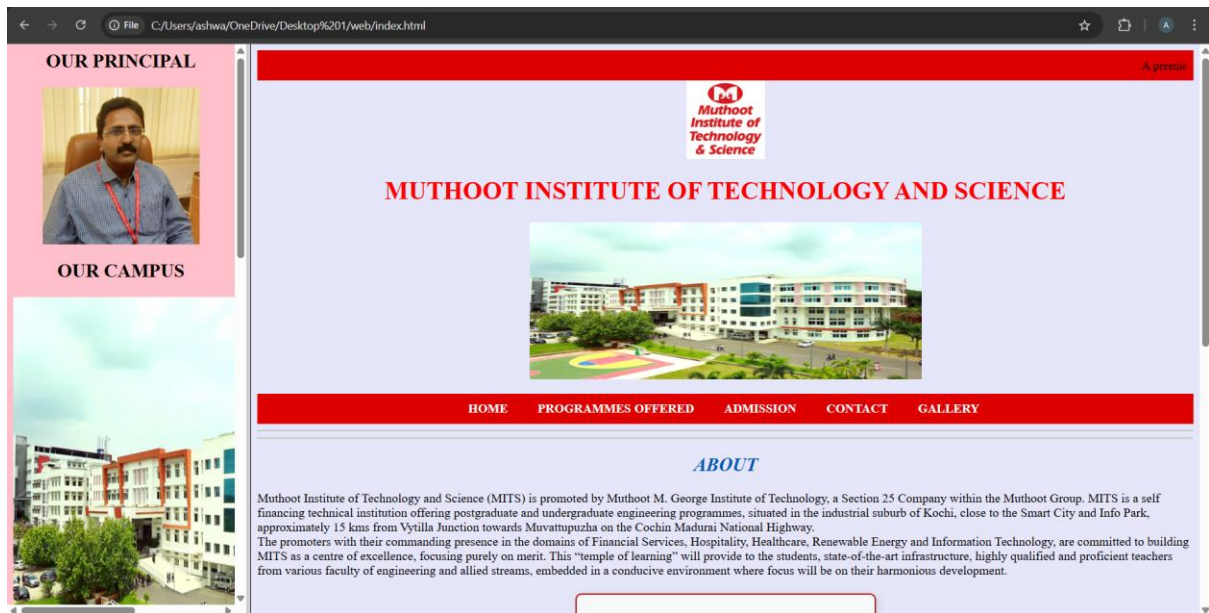 File C:/Users/ashwa/OneDrive/Desktop%201/web/index.html
A
OUR PRINCIPAL
OUR CAMPUS
A premie
Muthoot
Institute of
Technology
& Science
MUTHOOT INSTITUTE OF TECHNOLOGY AND SCIENCE
HOME PROGRAMMES OFFERED ADMISSION CONTACT GALLERY
ABOUT
Muthoot Institute of Technology and Science (MITS) is promoted by Muthoot M. George Institute of Technology, a Section 25 Company within the Muthoot Group. MITS is a self
financing technical institution offering postgraduate and undergraduate engineering programmes, situated in the industrial suburb of Kochi, close to the Smart City and Info Park,
approximately 15 kms from Vytilla Junction towards Muvattupuzha on the Cochin Madurai National Highway.
The promoters with their commanding presence in the domains of Financial Services, Hospitality, Healthcare, Renewable Energy and Information Technology, are committed to building
MITS as a centre of excellence, focusing purely on merit. This “temple of learning” will provide to the students, state-of-the-art infrastructure, highly qualified and proficient teachers
from various faculty of engineering and allied streams, embedded in a conducive environment where focus will be on their harmonious development.